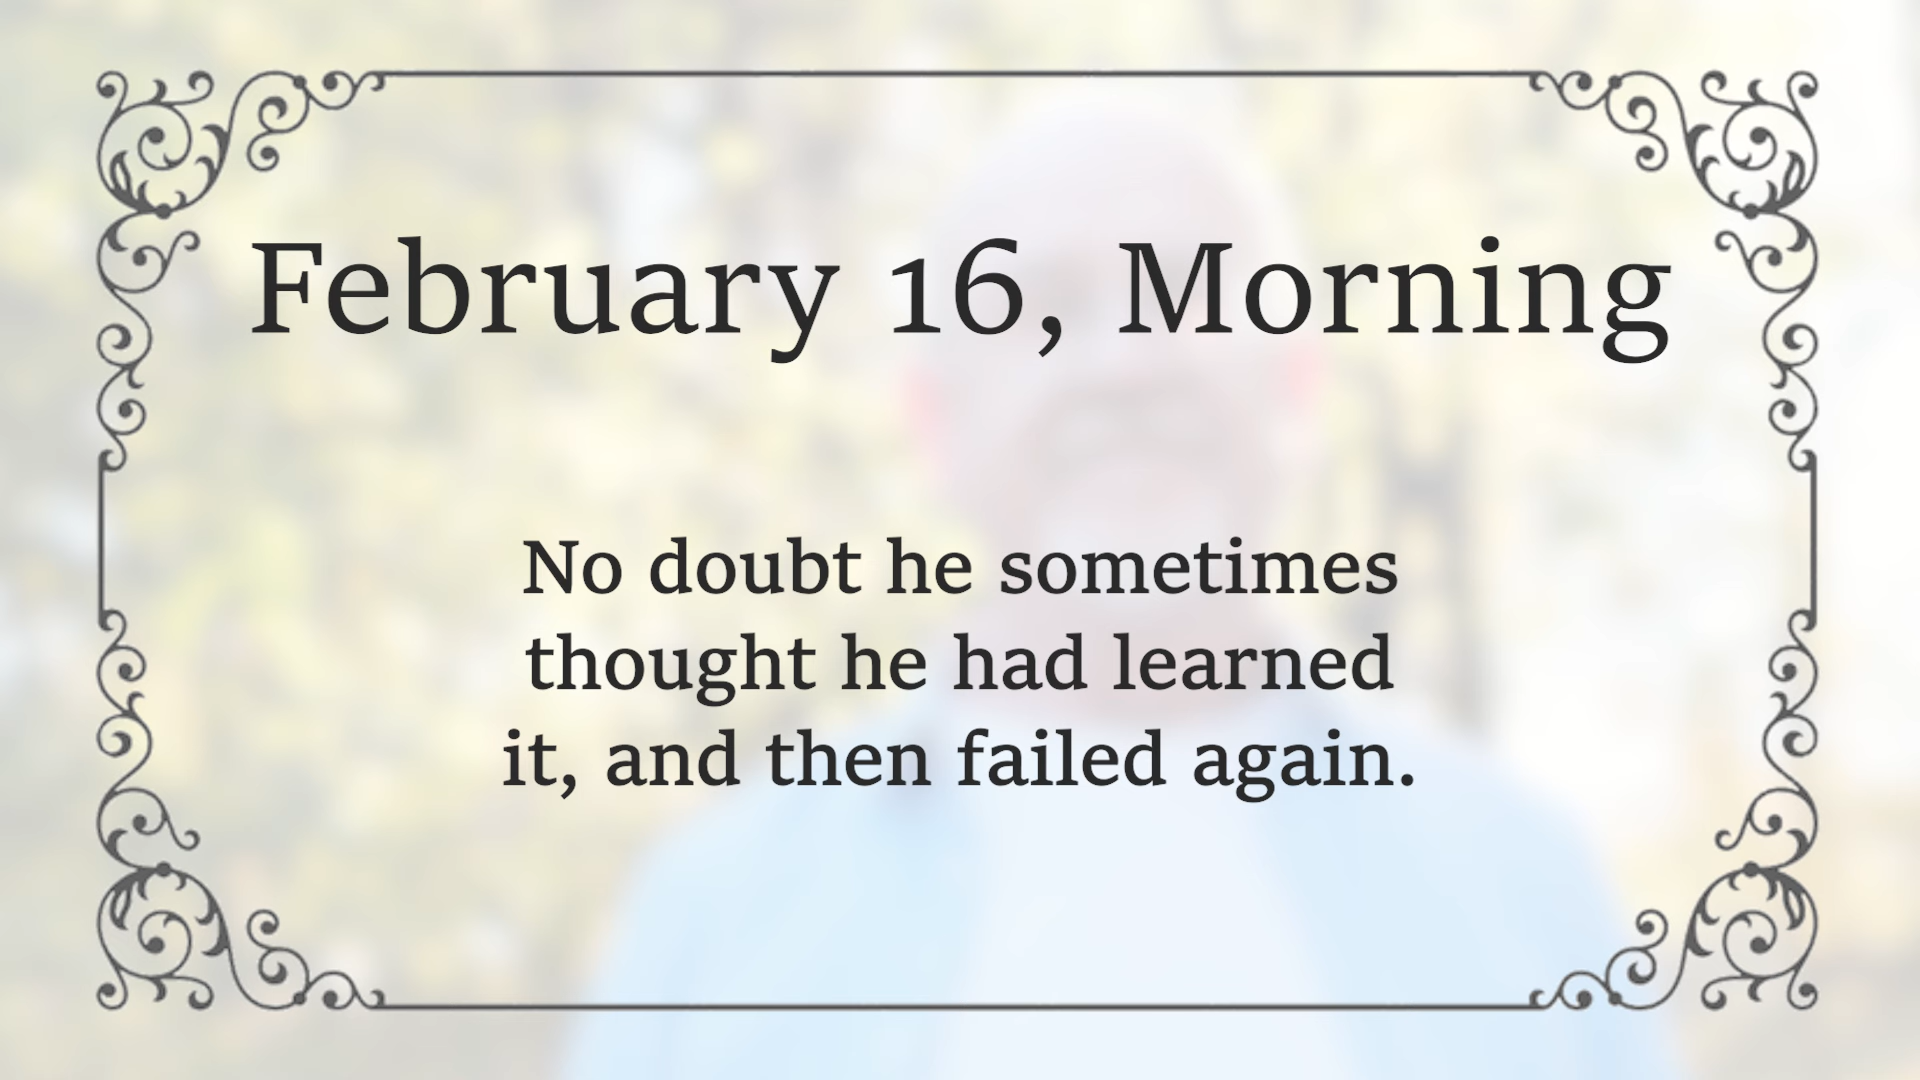 February 16, Morning
No doubt he sometimes
thought he had learned
it, and then failed again.